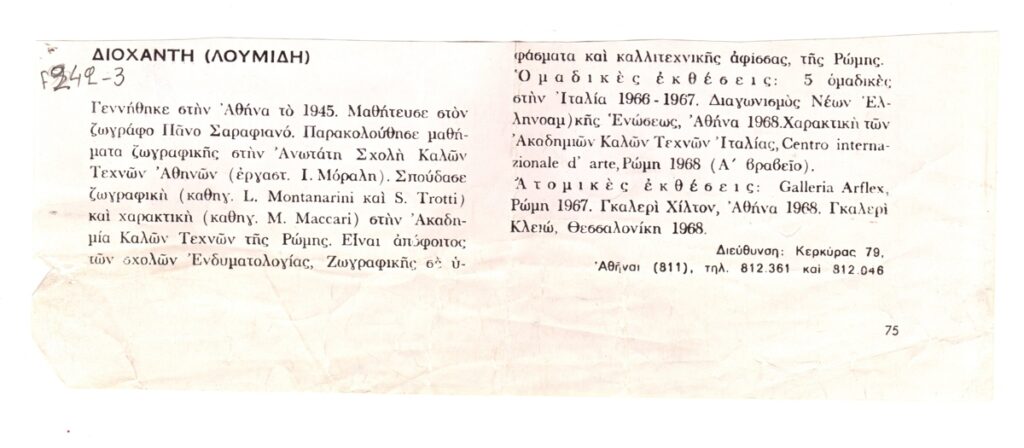 ΔΙΟΧΑΝΤΗ (ΛΟΥΜΙΔΗ)
F242-3
Γεννήθηκε στὴν Ἀθήνα τὸ 1945. Μαθήτευσε στὸν
ζωγράφο Πᾶνο Σαραφιανό. Παρακολούθησε μαθή-
ματα ζωγραφικῆς στὴν Ἀνωτάτη Σχολὴ Καλῶν
Τεχνῶν Ἀθηνῶν (ἐργαστ. Ι. Μόραλη). Σπούδασε
ζωγραφικὴ (καθηγ. L. Montanarini καὶ S. Trotti)
καὶ χαρακτικὴ (καθηγ. M. Maccari) στὴν Ἀκαδη-
μία Καλῶν Τεχνῶν τῆς Ρώμης. Εἶναι ἀπόφοιτος
τῶν σχολῶν Ἐνδυματολογίας, Ζωγραφικῆς σὲ ὑ-
φάσματα καὶ καλλιτεχνικῆς ἀφίσσας, τῆς Ρώμης.
Ὁμαδικὲς ἐκθέσεις: 5 ὁμαδικὲς
στὴν Ἰταλία 1966-1967. Διαγωνισμὸς Νέων Ἑλ-
ληνοαμ)κῆς Ἑνώσεως, Ἀθήνα 1968. Χαρακτικὴ τῶν
Ἀκαδημιῶν Καλῶν Τεχνῶν Ἰταλίας, Centro interna-
zionale d' arte, Ρώμη 1968 (Α´ βραβεῖο).
Ἀτομικὲς ἐκθέσεις: Galleria Arflex,
Ρώμη 1967. Γκαλερὶ Χίλτον, Ἀθήνα 1968. Γκαλερὶ
Κλειώ, Θεσσαλονίκη 1968.
Διεύθυνση: Κερκύρας 79,
Ἀθῆναι (811), τηλ. 812.361 καὶ 812.046
75